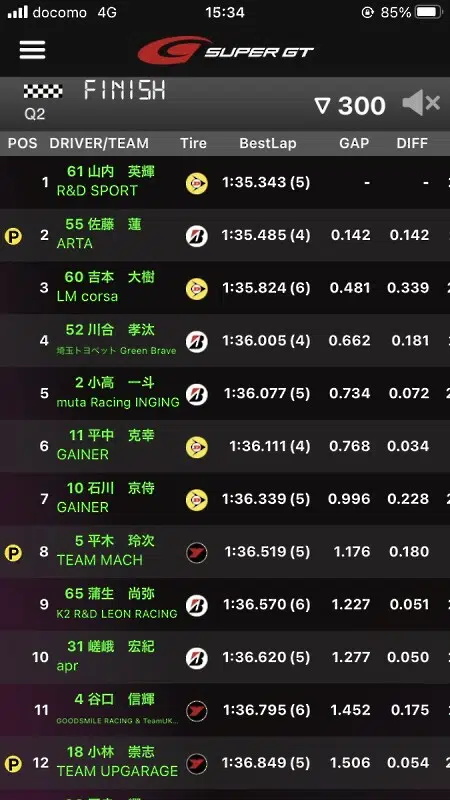 docomo 4G 15:34 85%
SUPER GT
FINISH
Q2
▽ 300
POS DRIVER/TEAM Tire BestLap GAP DIFF
1 61 山内 英輝 1:35.343 (5) - -
R&D SPORT
P 2 55 佐藤 蓮 1:35.485 (4) 0.142 0.142
ARTA
3 60 吉本 大樹 1:35.824 (6) 0.481 0.339
LM corsa
4 52 川合 孝汰 1:36.005 (4) 0.662 0.181
埼玉トヨペット Green Brave
5 2 小高 一斗 1:36.077 (5) 0.734 0.072
muta Racing INGING
6 11 平中 克幸 1:36.111 (4) 0.768 0.034
GAINER
7 10 石川 京侍 1:36.339 (5) 0.996 0.228
GAINER
P 8 5 平木 玲次 1:36.519 (5) 1.176 0.180
TEAM MACH
9 65 蒲生 尚弥 1:36.570 (6) 1.227 0.051
K2 R&D LEON RACING
10 31 嵯峨 宏紀 1:36.620 (5) 1.277 0.050
apr
11 4 谷口 信輝 1:36.795 (6) 1.452 0.175
GOODSMILE RACING & TeamUK...
P 12 18 小林 崇志 1:36.849 (5) 1.506 0.054
TEAM UPGARAGE